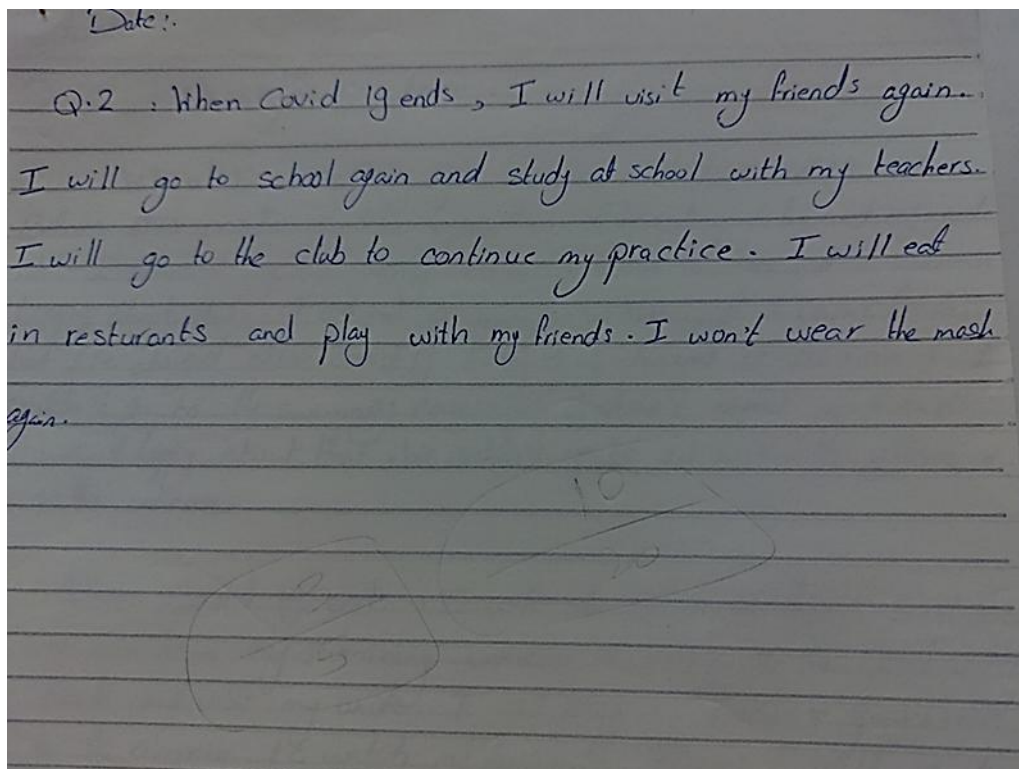 Date:.
Q.2 : When Covid 19 ends, I will visit my friends again.
I will go to school again and study at school with my teachers.
I will go to the club to continue my practice. I will eat
in resturants and play with my friends. I won't wear the mask
again.
10
20